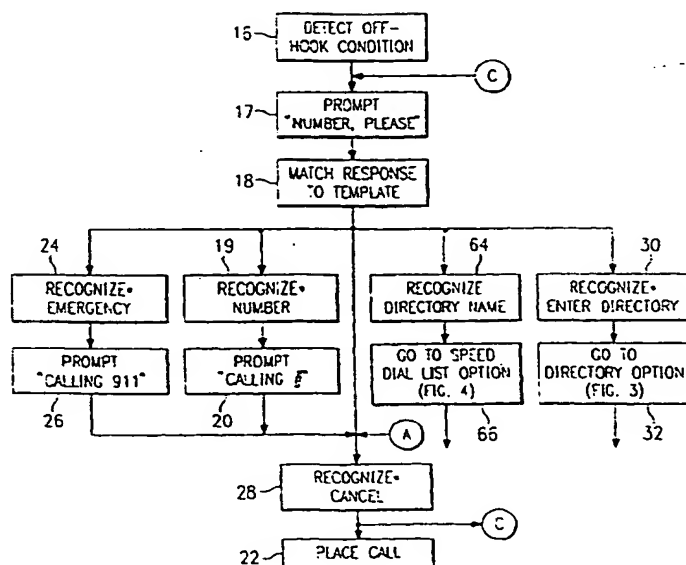 16
DETECT OFF-
HOOK CONDITION
C
17
PROMPT
"NUMBER, PLEASE"
18
MATCH RESPONSE
TO TEMPLATE
24
19
64
30
RECOGNIZE•
EMERGENCY
RECOGNIZE•
NUMBER
RECOGNIZE
DIRECTORY NAME
RECOGNIZE•
ENTER DIRECTORY
PROMPT
"CALLING 911"
PROMPT
"CALLING
GO TO SPEED
DIAL LIST OPTION
(FIG. 4)
GO TO
DIRECTORY OPTION
(FIG. 3)
26
20
A
66
32
28
RECOGNIZE•
CANCEL
C
22
PLACE CALL